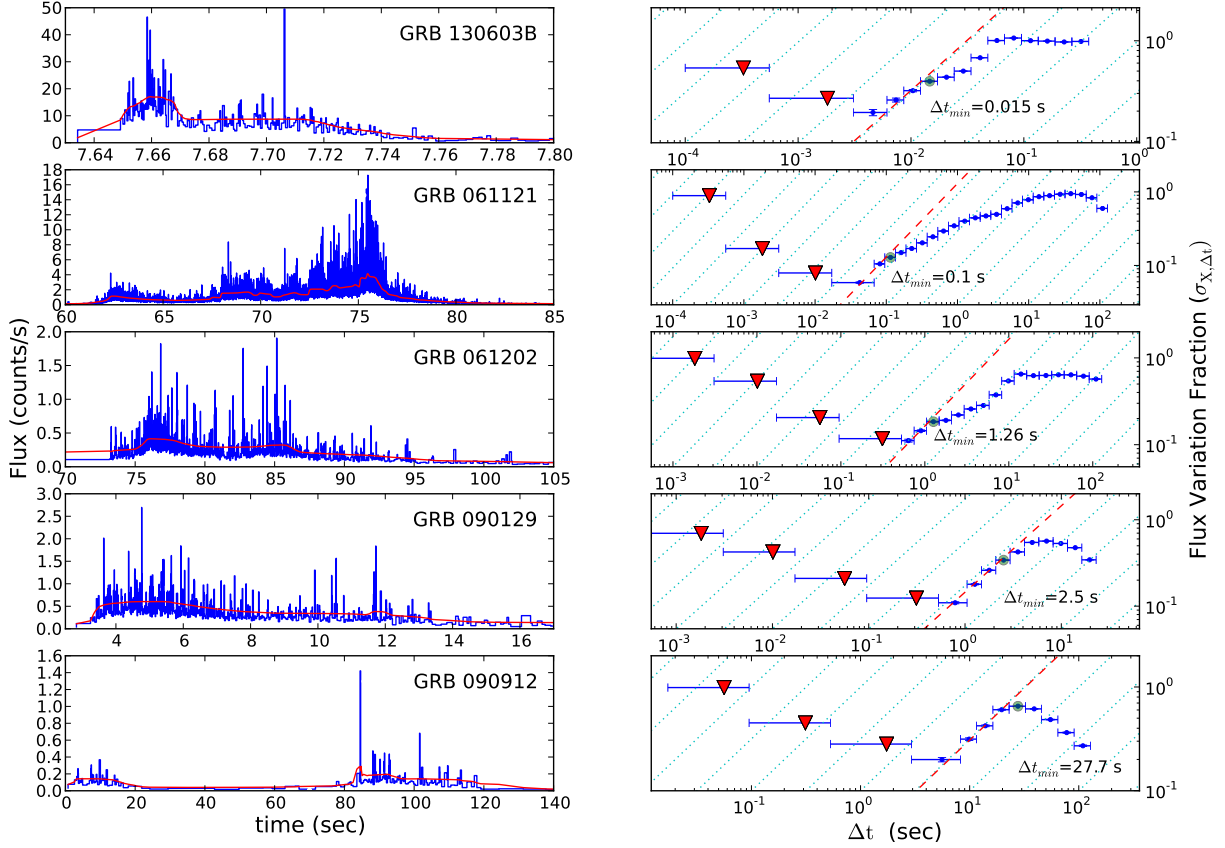 GRB 130603B
50
40
30
20
10
0
7.64 7.66 7.68 7.70 7.72 7.74 7.76 7.78 7.80
Δt_min=0.015 s
10^0
10^-1
10^-4 10^-3 10^-2 10^-1 10^0
GRB 061121
18
16
14
12
10
8
6
4
2
0
60 65 70 75 80 85
Δt_min=0.1 s
10^0
10^-1
10^-4 10^-3 10^-2 10^-1 10^0 10^1 10^2
GRB 061202
2.0
1.5
1.0
0.5
0.0
70 75 80 85 90 95 100 105
Δt_min=1.26 s
10^0
10^-1
10^-3 10^-2 10^-1 10^0 10^1 10^2
GRB 090129
3.0
2.5
2.0
1.5
1.0
0.5
0.0
4 6 8 10 12 14 16
Δt_min=2.5 s
10^0
10^-1
10^-3 10^-2 10^-1 10^0 10^1
GRB 090912
1.6
1.4
1.2
1.0
0.8
0.6
0.4
0.2
0.0
0 20 40 60 80 100 120 140
Δt_min=27.7 s
10^0
10^-1
10^-1 10^0 10^1 10^2
Flux (counts/s)
time (sec)
Δt (sec)
Flux Variation Fraction (σ_X,Δt)